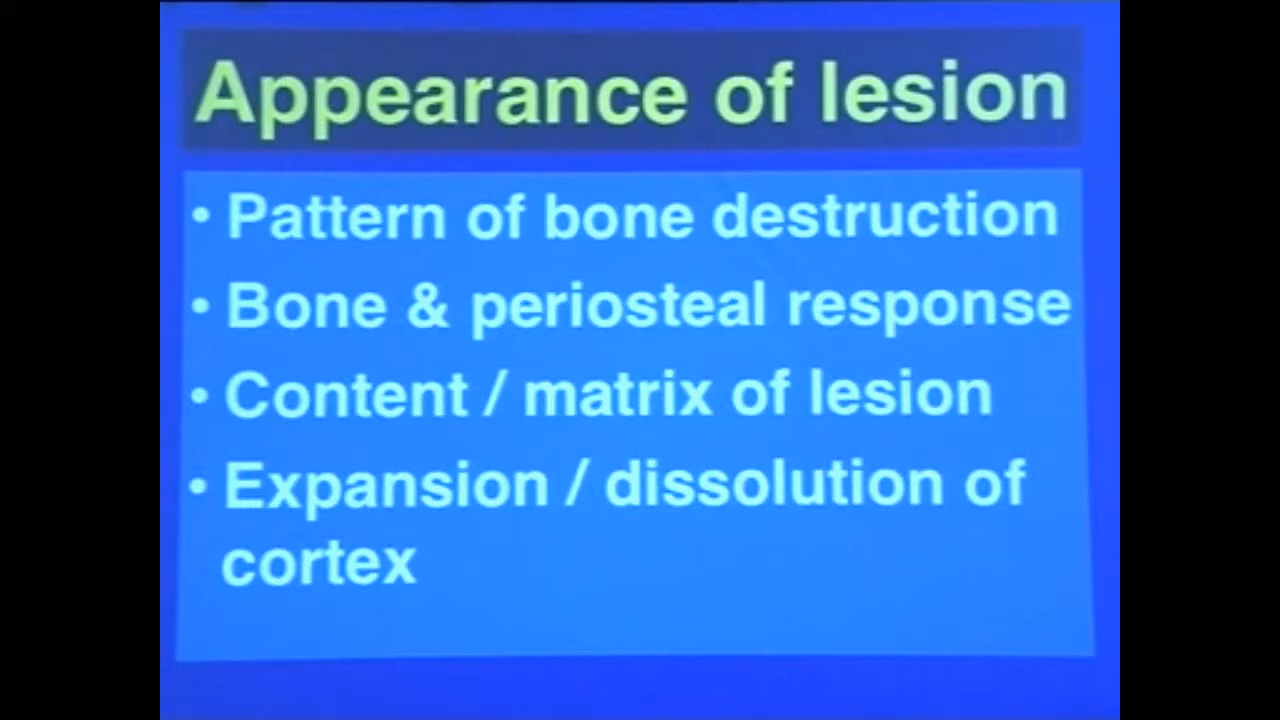 Appearance of lesion
• Pattern of bone destruction
• Bone & periosteal response
• Content / matrix of lesion
• Expansion / dissolution of
cortex